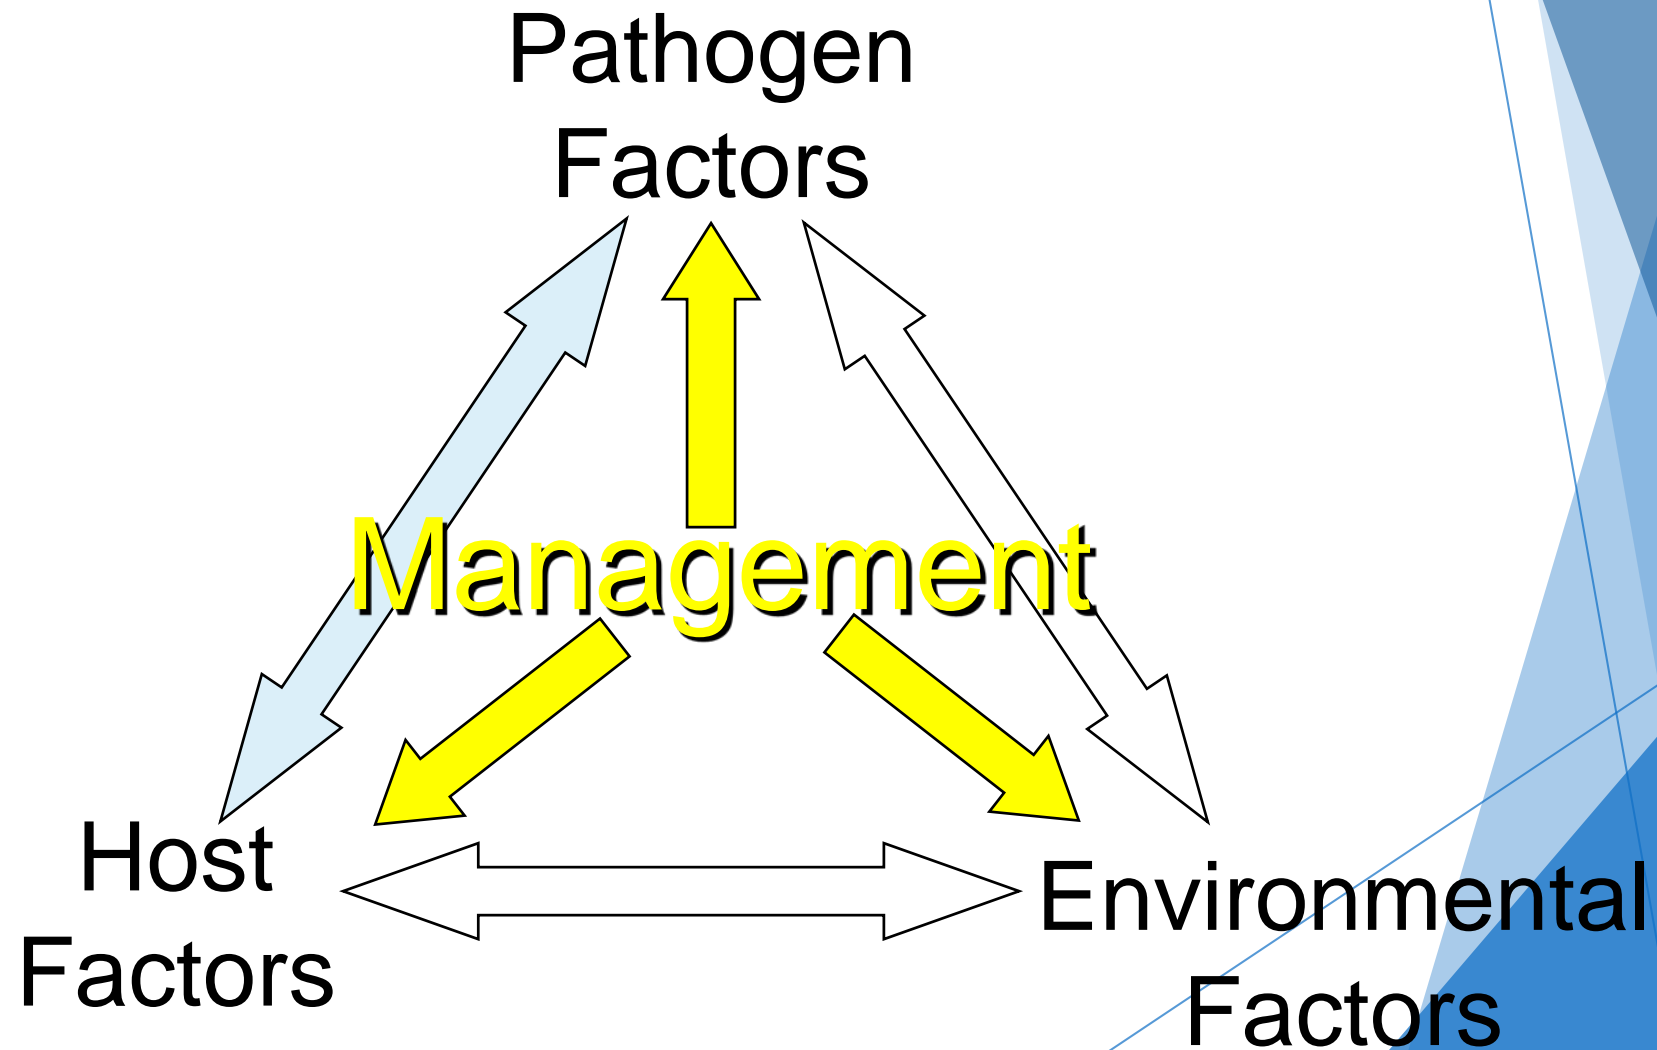 Pathogen
Factors
Management
Host
Factors
Environmental
Factors